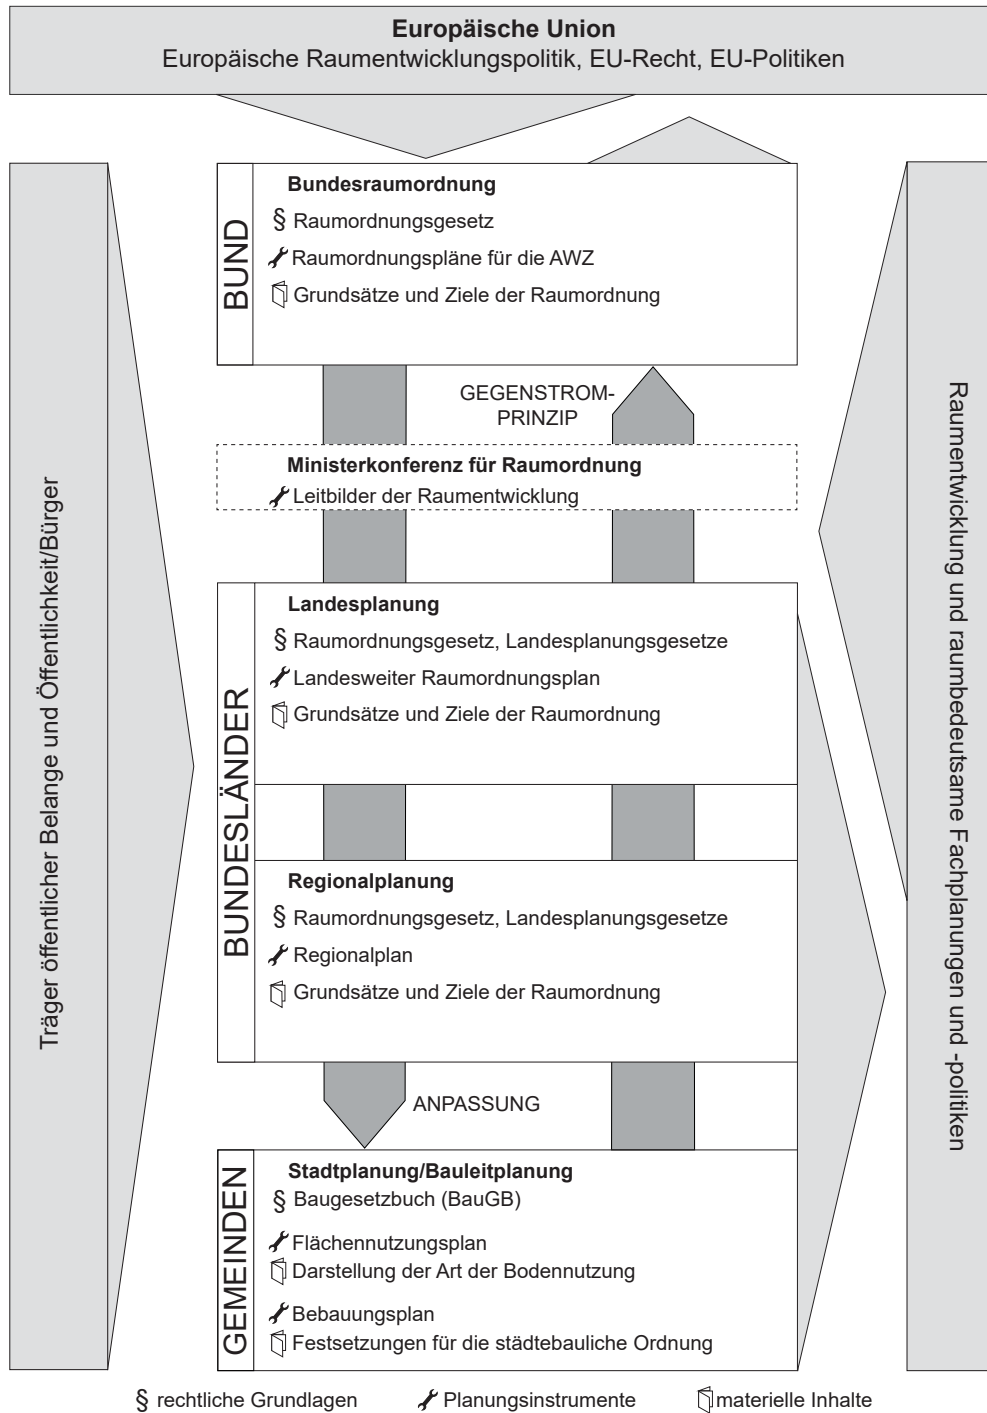 Europäische Union
Europäische Raumentwicklungspolitik, EU-Recht, EU-Politiken
Träger öffentlicher Belange und Öffentlichkeit/Bürger
BUND
Bundesraumordnung
§ Raumordnungsgesetz
Raumordnungspläne für die AWZ
Grundsätze und Ziele der Raumordnung
GEGENSTROM-
PRINZIP
Ministerkonferenz für Raumordnung
Leitbilder der Raumentwicklung
BUNDESLÄNDER
Landesplanung
§ Raumordnungsgesetz, Landesplanungsgesetze
Landesweiter Raumordnungsplan
Grundsätze und Ziele der Raumordnung
Regionalplanung
§ Raumordnungsgesetz, Landesplanungsgesetze
Regionalplan
Grundsätze und Ziele der Raumordnung
ANPASSUNG
GEMEINDEN
Stadtplanung/Bauleitplanung
§ Baugesetzbuch (BauGB)
Flächennutzungsplan
Darstellung der Art der Bodennutzung
Bebauungsplan
Festsetzungen für die städtebauliche Ordnung
Raumentwicklung und raumbedeutsame Fachplanungen und -politiken
§ rechtliche Grundlagen
Planungsinstrumente
materielle Inhalte